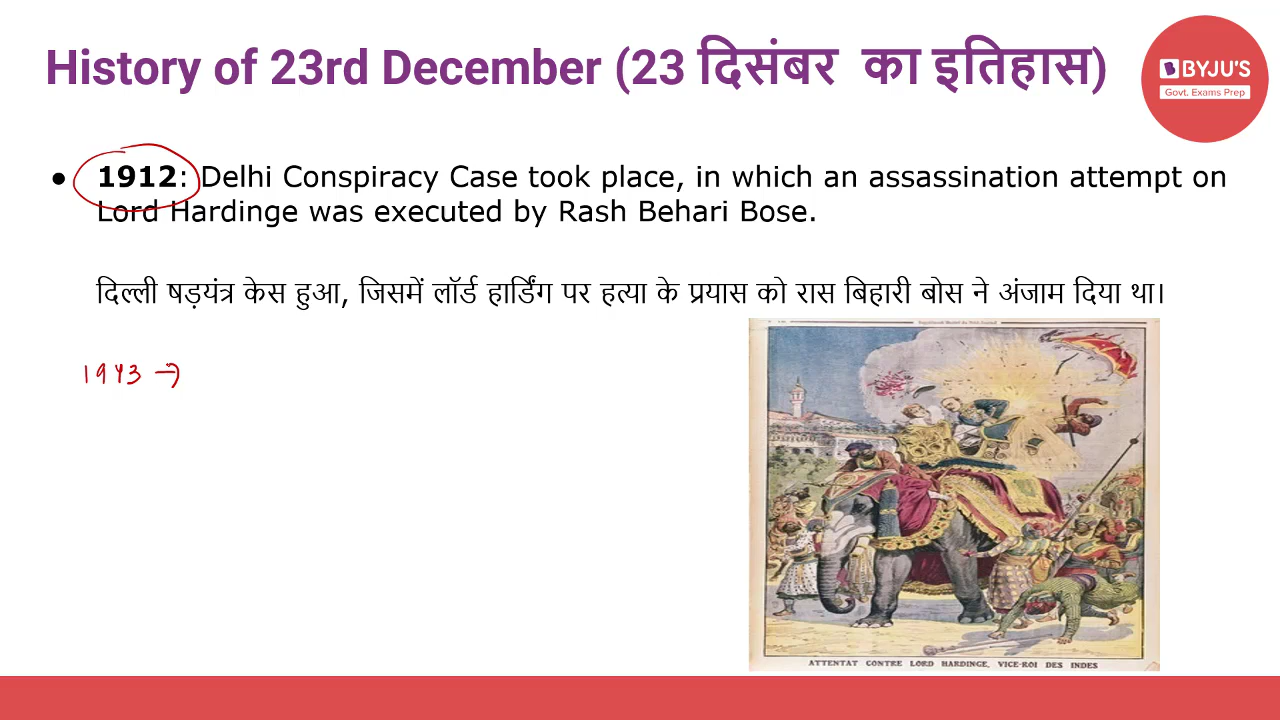 History of 23rd December (23 दिसंबर का इतिहास)
BYJU'S
Govt. Exams Prep
● 1912: Delhi Conspiracy Case took place, in which an assassination attempt on
Lord Hardinge was executed by Rash Behari Bose.
दिल्ली षड़यंत्र केस हुआ, जिसमें लॉर्ड हार्डिंग पर हत्या के प्रयास को रास बिहारी बोस ने अंजाम दिया था।
1943 →
ATTENTAT CONTRE LORD HARDINGE, VICE-ROI DES INDES